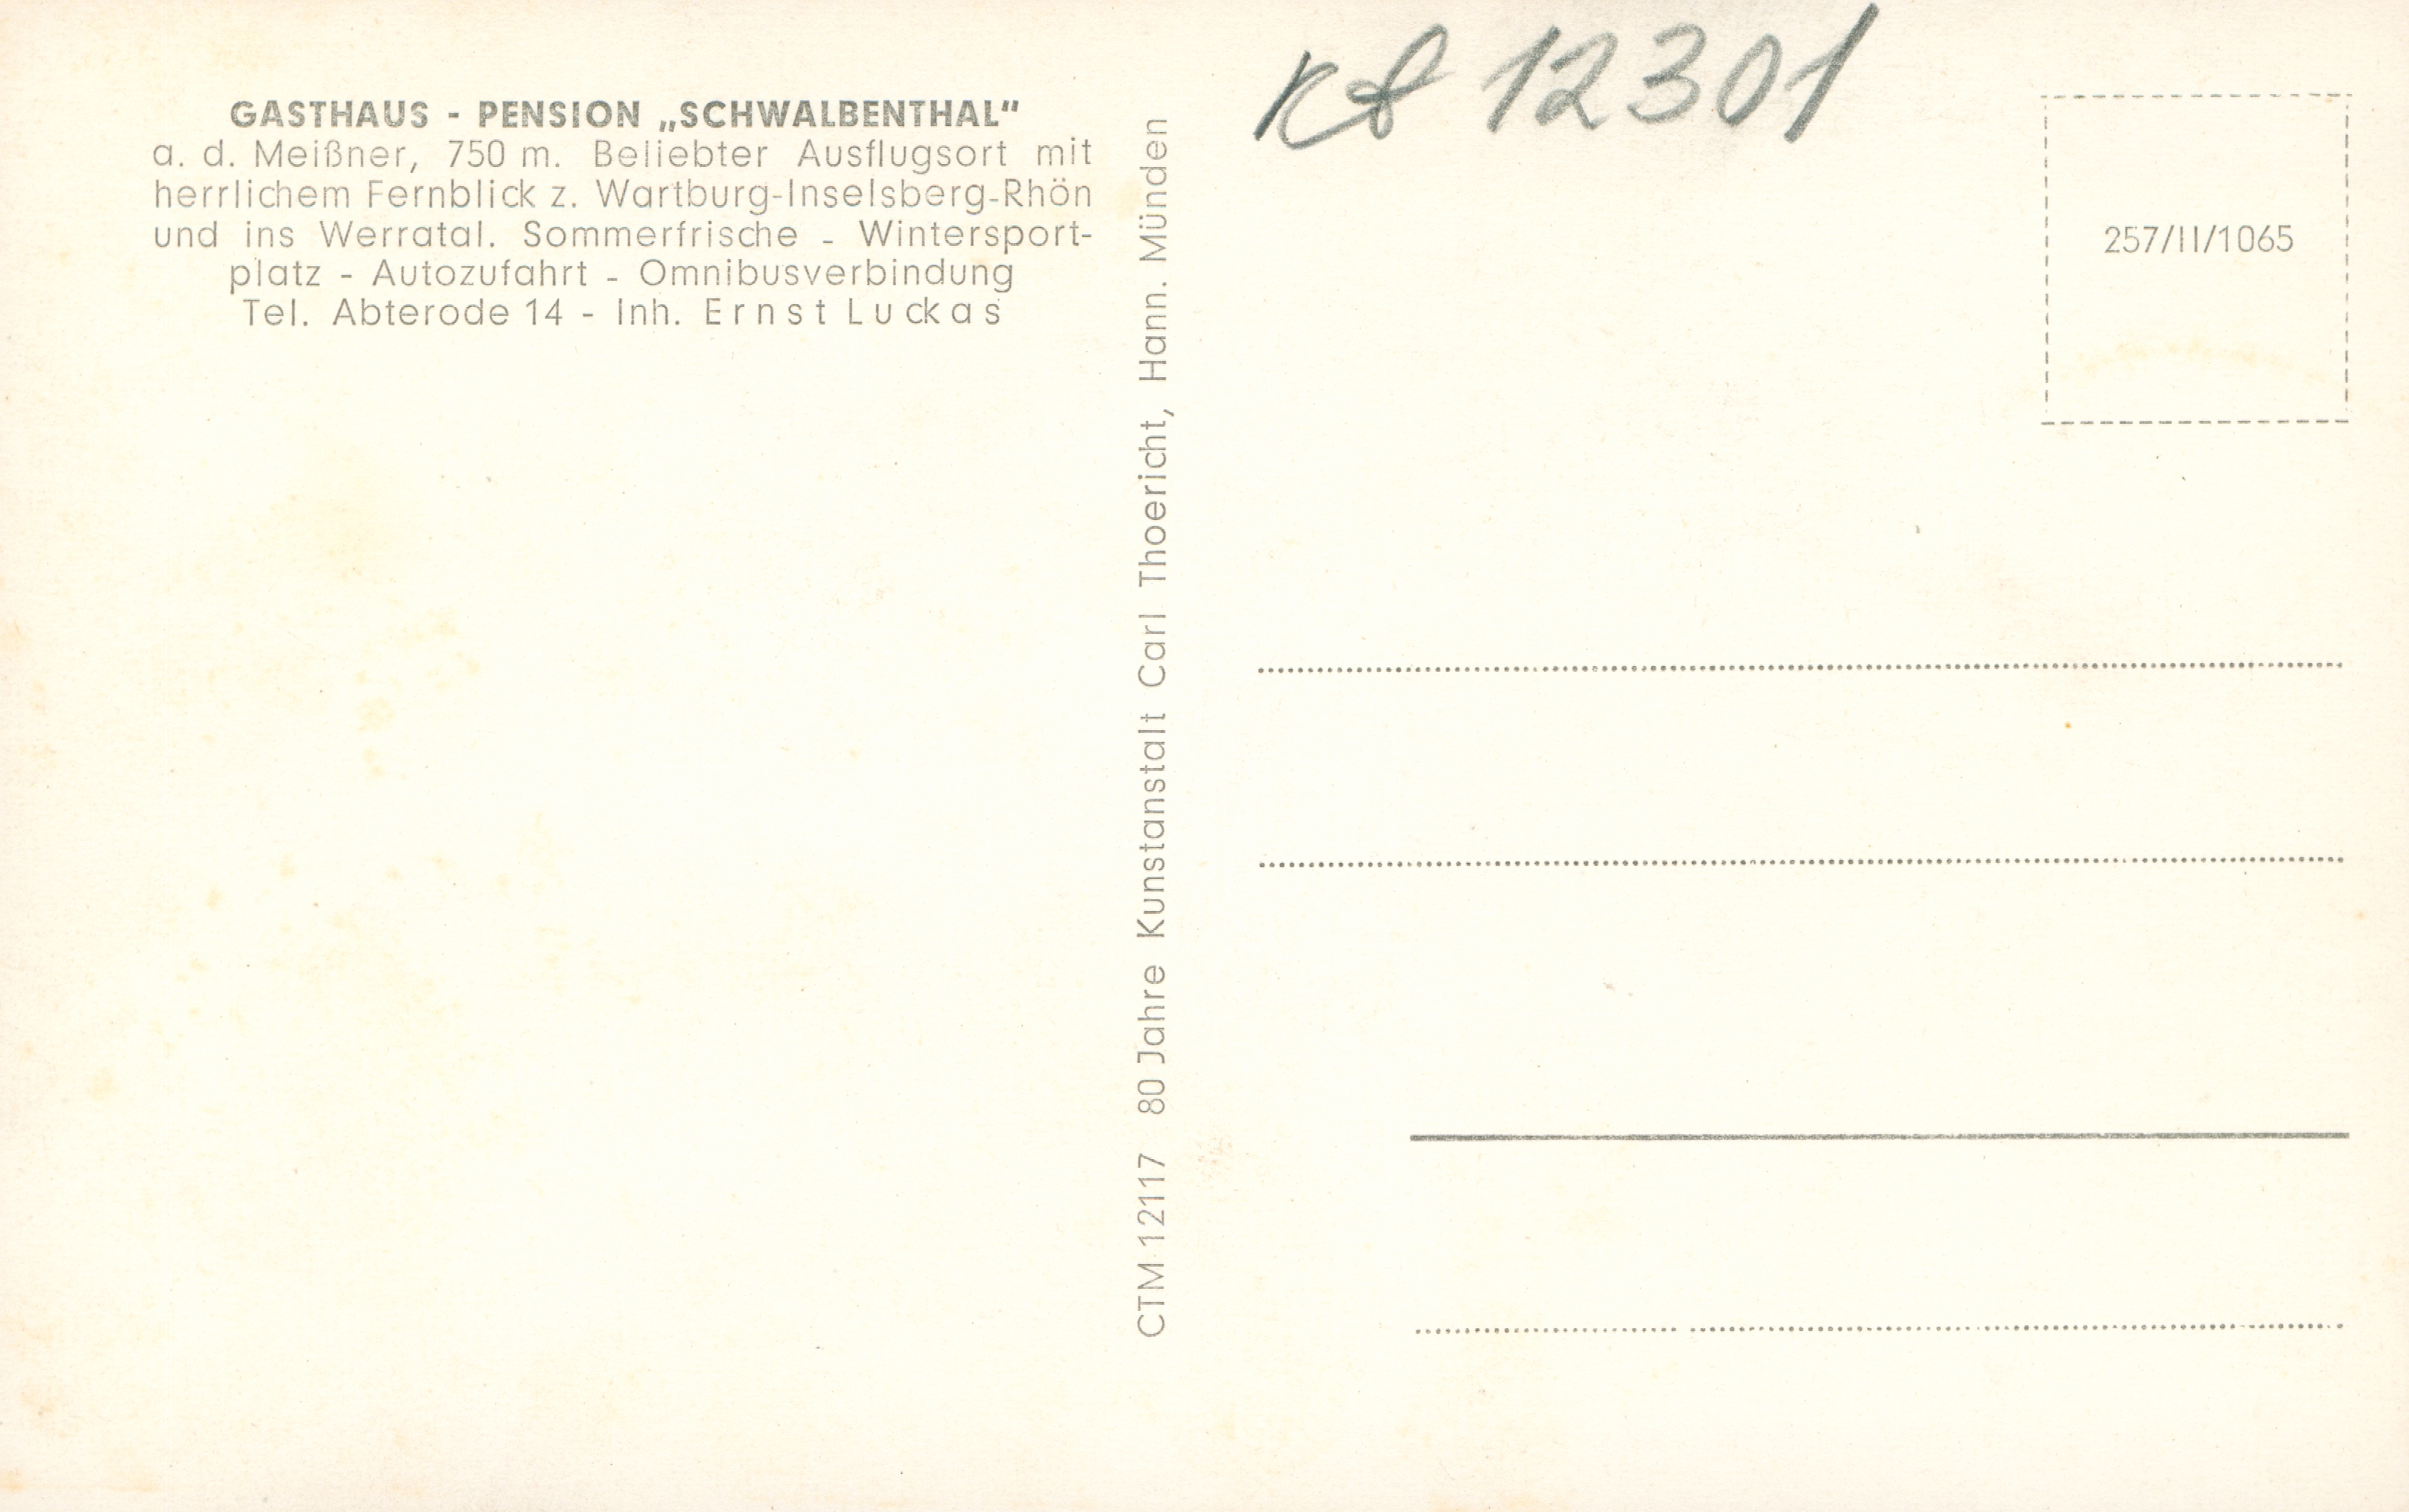 GASTHAUS - PENSION „SCHWALBENTHAL“
a. d. Meißner, 750 m. Beliebter Ausflugsort mit
herrlichem Fernblick z. Wartburg-Inselsberg-Rhön
und ins Werratal. Sommerfrische - Wintersport-
platz - Autozufahrt - Omnibusverbindung
Tel. Abterode 14 - Inh. Ernst Luckas
CTM 12117 80 Jahre Kunstanstalt Carl Thoericht, Hann. Münden
12301
257/II/1065